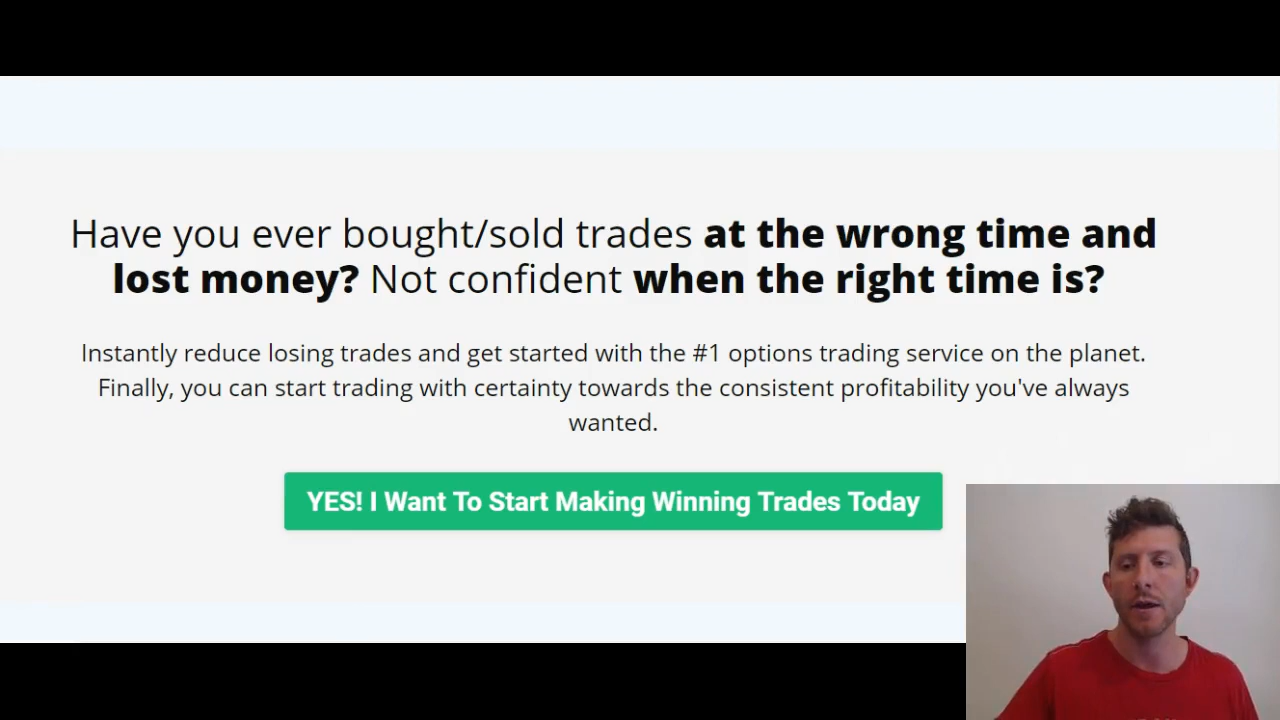 Have you ever bought/sold trades at the wrong time and
lost money? Not confident when the right time is?
Instantly reduce losing trades and get started with the #1 options trading service on the planet.
Finally, you can start trading with certainty towards the consistent profitability you've always
wanted.
YES! I Want To Start Making Winning Trades Today